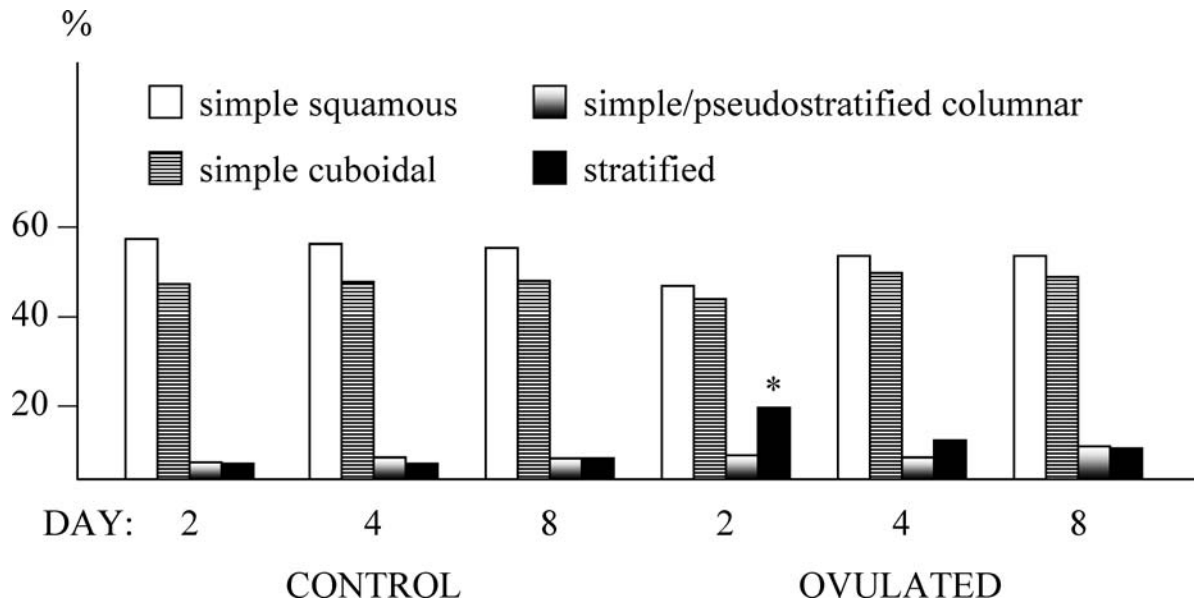 %
simple squamous simple/pseudostratified columnar
simple cuboidal stratified
60
40
20
*
DAY: 2 4 8 2 4 8
CONTROL OVULATED